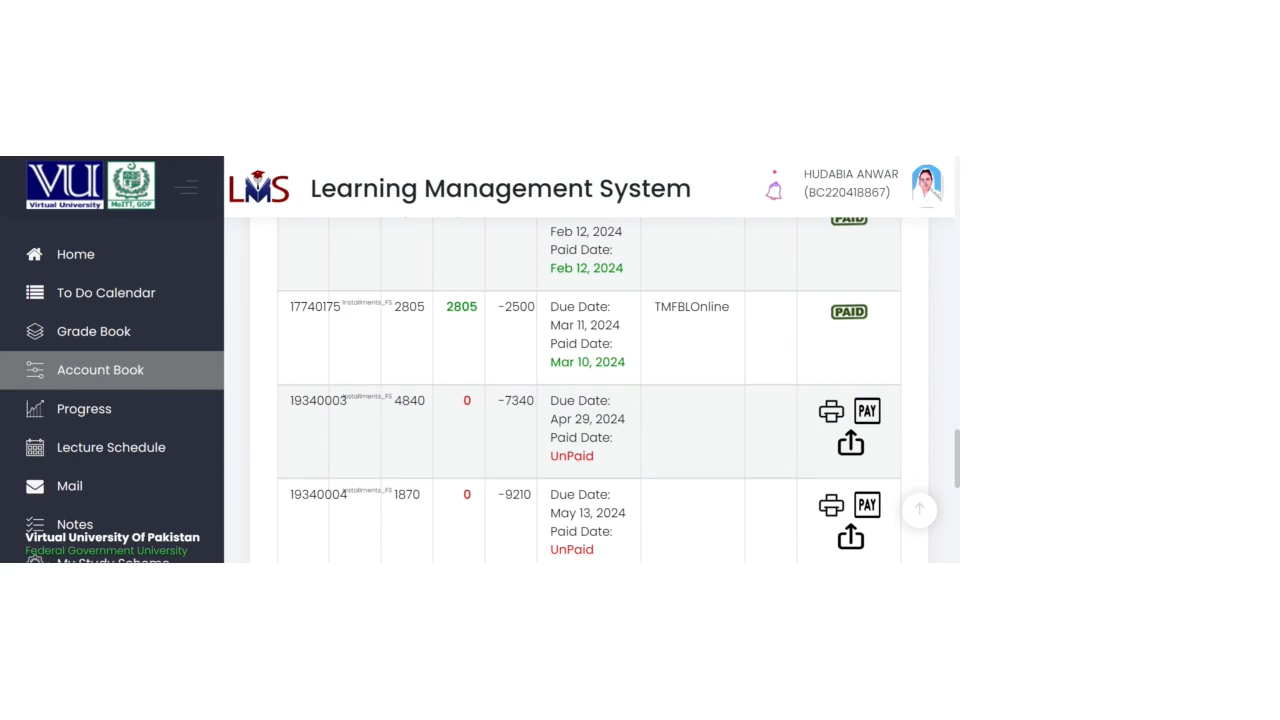 VU
Virtual University
MoITT, GOP
LMS
Learning Management System
HUDABIA ANWAR
(BC220418867)
Home
To Do Calendar
Grade Book
Account Book
Progress
Lecture Schedule
Mail
Notes
Virtual University Of Pakistan
Federal Government University
My Study Scheme
Feb 12, 2024
Paid Date:
Feb 12, 2024
PAID
17740175 Installments_FS 2805 2805 -2500 Due Date: TMFBLOnline PAID
Mar 11, 2024
Paid Date:
Mar 10, 2024
19340003 Installments_FS 4840 0 -7340 Due Date: PAY
Apr 29, 2024
Paid Date:
UnPaid
19340004 Installments_FS 1870 0 -9210 Due Date: PAY
May 13, 2024
Paid Date:
UnPaid